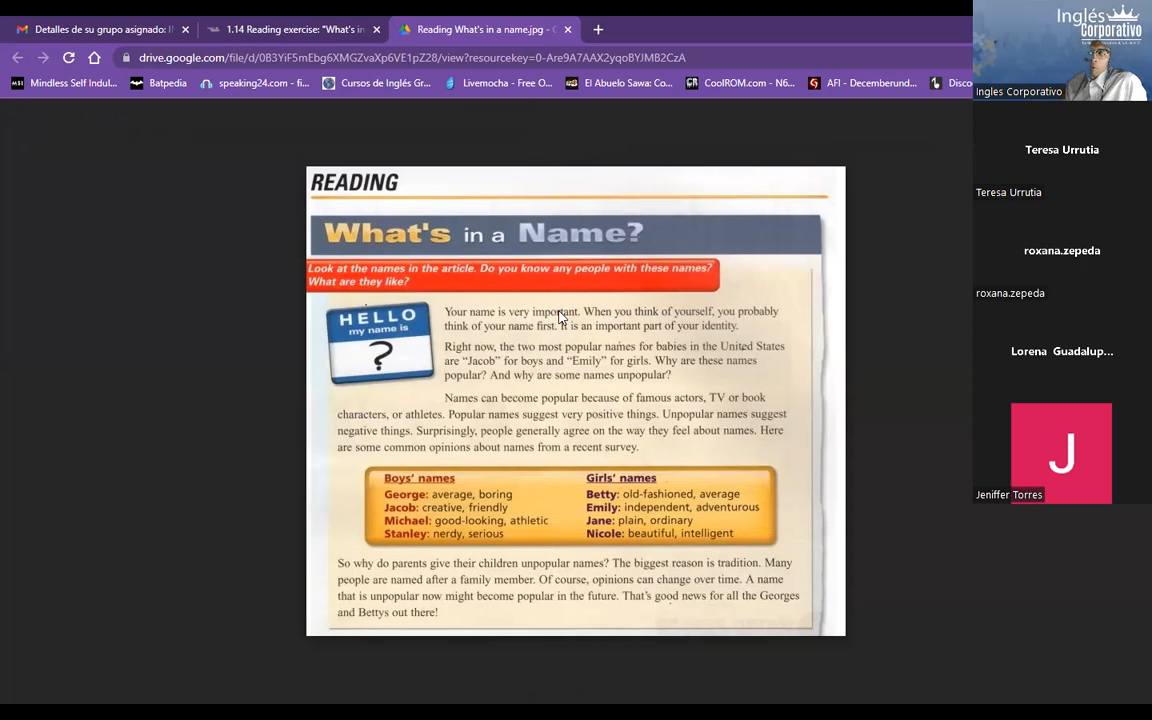 Detalles de su grupo asignado: I
1.14 Reading exercise: "What's in
Reading What's in a name.jpg - G
drive.google.com/file/d/0B3YiF5mEbg6XMGZvaXp6VE1pZ28/view?resourcekey=0-Are9A7AAX2yqoBYJMB2CzA
Mindless Self Indul...
Batpedia
speaking24.com – fi...
Cursos de Inglés Gr...
Livemocha - Free O...
El Abuelo Sawa: Co...
CoolROM.com - N6...
AFI - Decemberund...
Disco
READING
What's in a Name?
Look at the names in the article. Do you know any people with these names?
What are they like?
HELLO
my name is
?
Your name is very important. When you think of yourself, you probably
think of your name first. It is an important part of your identity.
Right now, the two most popular names for babies in the United States
are “Jacob” for boys and “Emily” for girls. Why are these names
popular? And why are some names unpopular?
Names can become popular because of famous actors, TV or book
characters, or athletes. Popular names suggest very positive things. Unpopular names suggest
negative things. Surprisingly, people generally agree on the way they feel about names. Here
are some common opinions about names from a recent survey.
Boys' names
George: average, boring
Jacob: creative, friendly
Michael: good-looking, athletic
Stanley: nerdy, serious
Girls' names
Betty: old-fashioned, average
Emily: independent, adventurous
Jane: plain, ordinary
Nicole: beautiful, intelligent
So why do parents give their children unpopular names? The biggest reason is tradition. Many
people are named after a family member. Of course, opinions can change over time. A name
that is unpopular now might become popular in the future. That's good news for all the Georges
and Bettys out there!
Inglés
Corporativo
Ingles Corporativo
Teresa Urrutia
Teresa Urrutia
roxana.zepeda
roxana.zepeda
Lorena Guadalup...
J
Jeniffer Torres